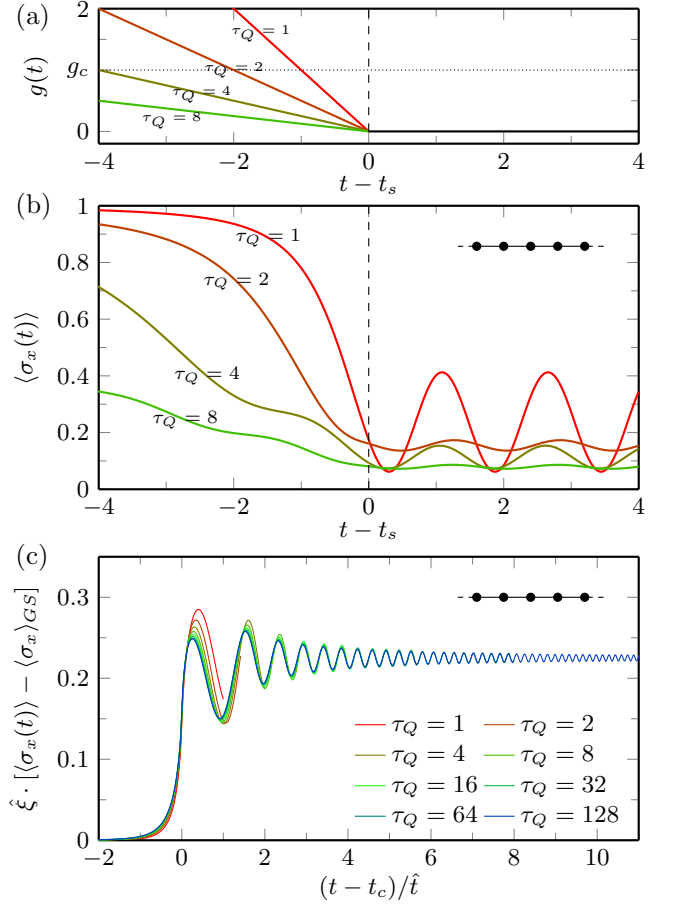 (a)
g(t)
2
g_c
0
τ_Q = 1
τ_Q = 2
τ_Q = 4
τ_Q = 8
−4 −2 0 2 4
t − t_s
(b)
⟨σ_x(t)⟩
1
0.8
0.6
0.4
0.2
0
τ_Q = 1
τ_Q = 2
τ_Q = 4
τ_Q = 8
−4 −2 0 2 4
t − t_s
(c)
ξ̂ · [⟨σ_x(t)⟩ − ⟨σ_x⟩_GS]
0.3
0.2
0.1
0
τ_Q = 1 τ_Q = 2
τ_Q = 4 τ_Q = 8
τ_Q = 16 τ_Q = 32
τ_Q = 64 τ_Q = 128
−2 0 2 4 6 8 10
(t − t_c)/t̂